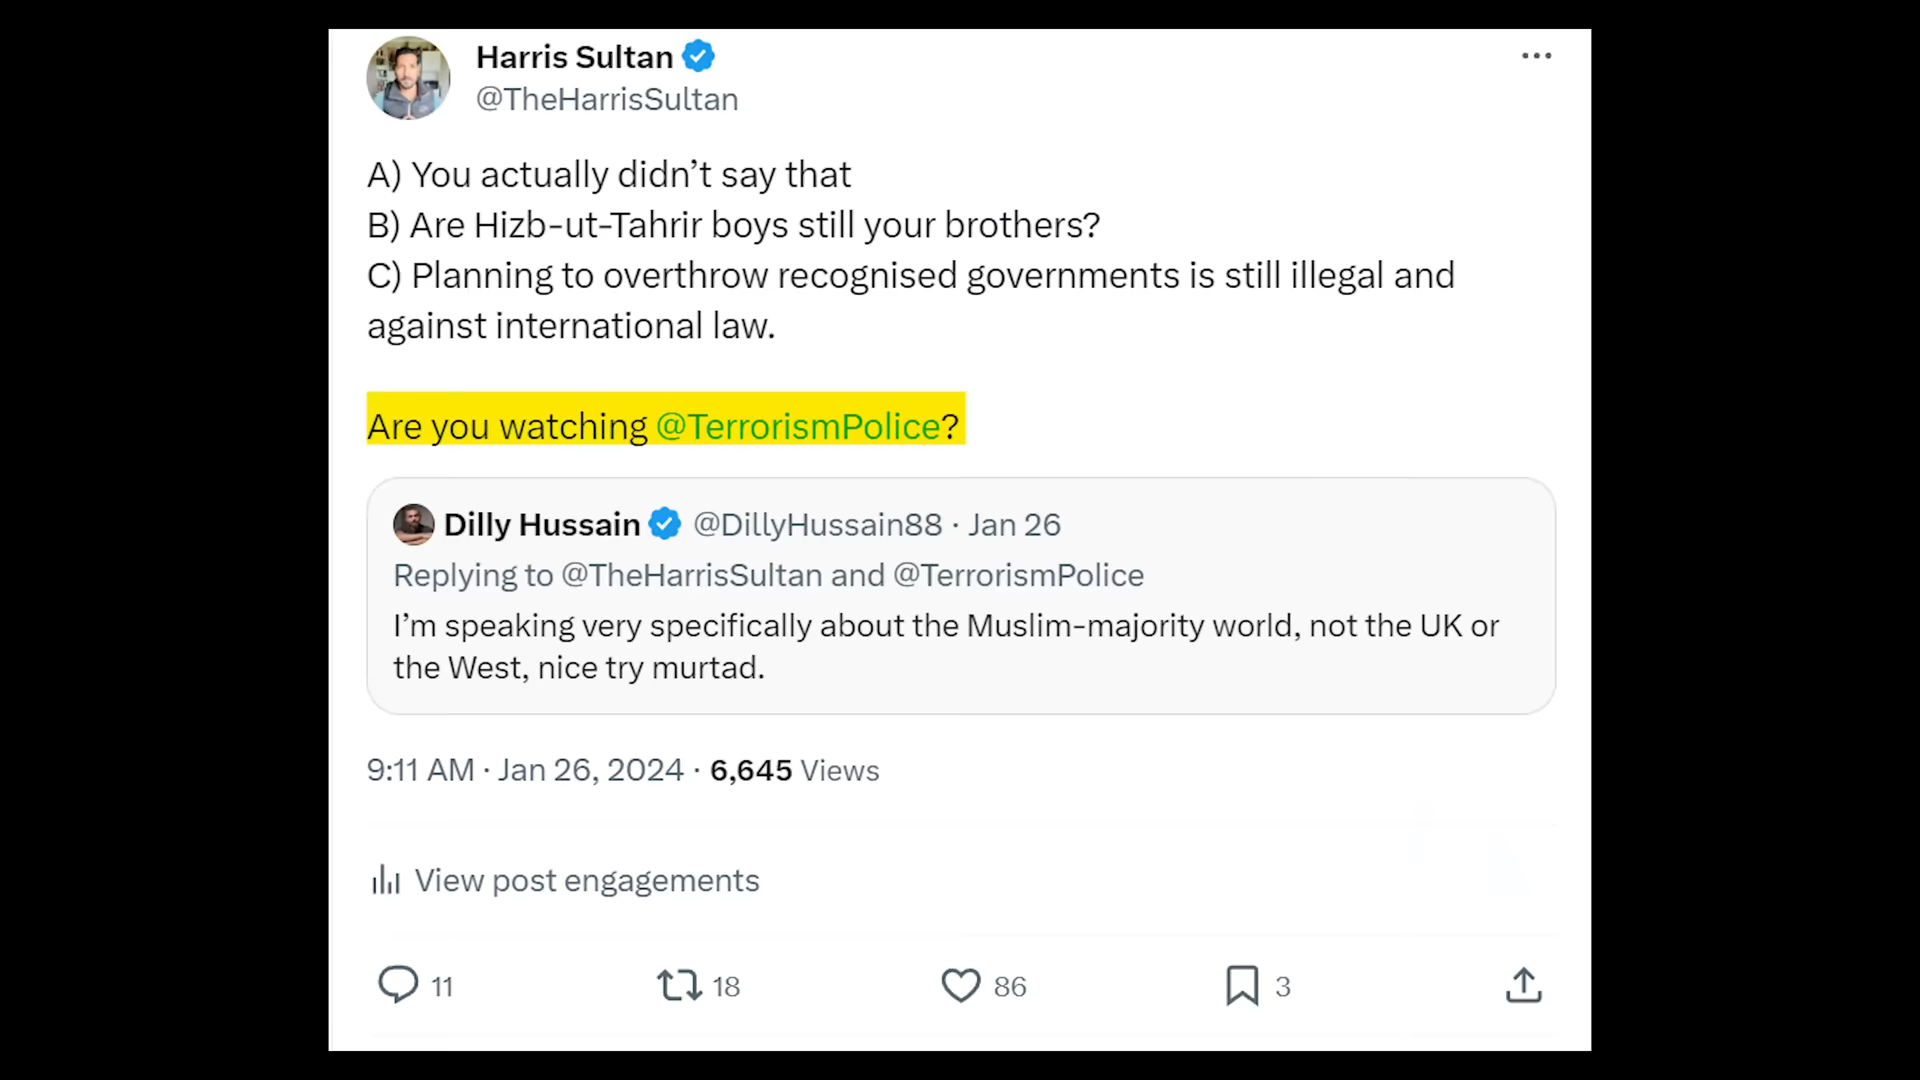 Harris Sultan
@TheHarrisSultan
A) You actually didn’t say that
B) Are Hizb-ut-Tahrir boys still your brothers?
C) Planning to overthrow recognised governments is still illegal and
against international law.
Are you watching @TerrorismPolice?
Dilly Hussain @DillyHussain88 · Jan 26
Replying to @TheHarrisSultan and @TerrorismPolice
I’m speaking very specifically about the Muslim-majority world, not the UK or
the West, nice try murtad.
9:11 AM · Jan 26, 2024 · 6,645 Views
View post engagements
11 18 86 3